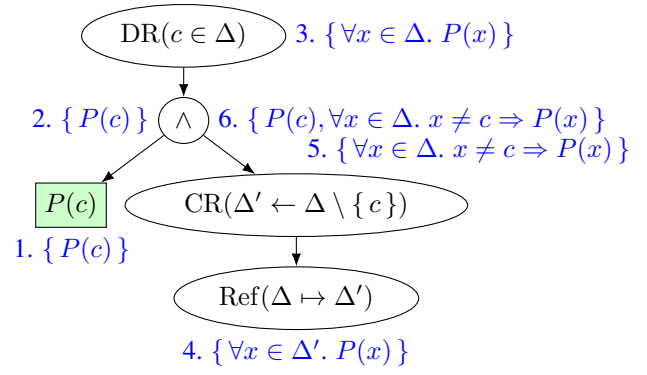 DR(c ∈ Δ) 3. { ∀x ∈ Δ. P(x) }
2. { P(c) } ∧ 6. { P(c), ∀x ∈ Δ. x ≠ c ⇒ P(x) }
5. { ∀x ∈ Δ. x ≠ c ⇒ P(x) }
P(c) CR(Δ′ ← Δ \ { c })
1. { P(c) }
Ref(Δ ↦ Δ′)
4. { ∀x ∈ Δ′. P(x) }